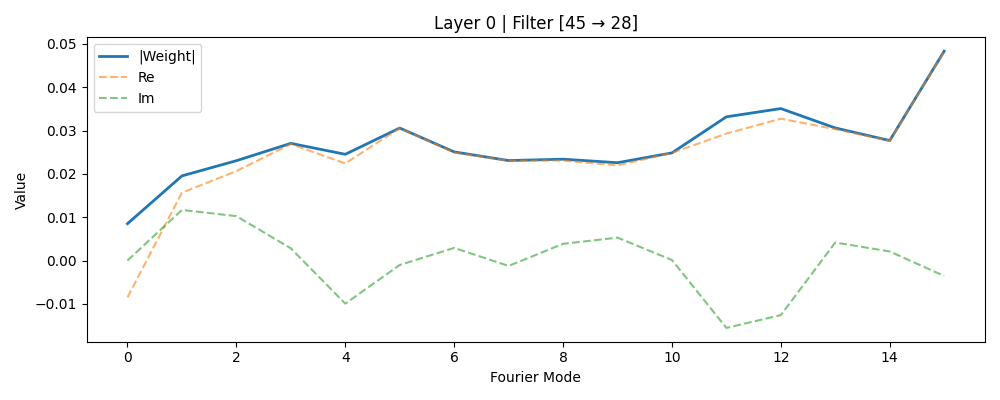 Layer 0 | Filter [45 → 28]
|Weight|
Re
Im
Value
0.05
0.04
0.03
0.02
0.01
0.00
−0.01
0 2 4 6 8 10 12 14
Fourier Mode